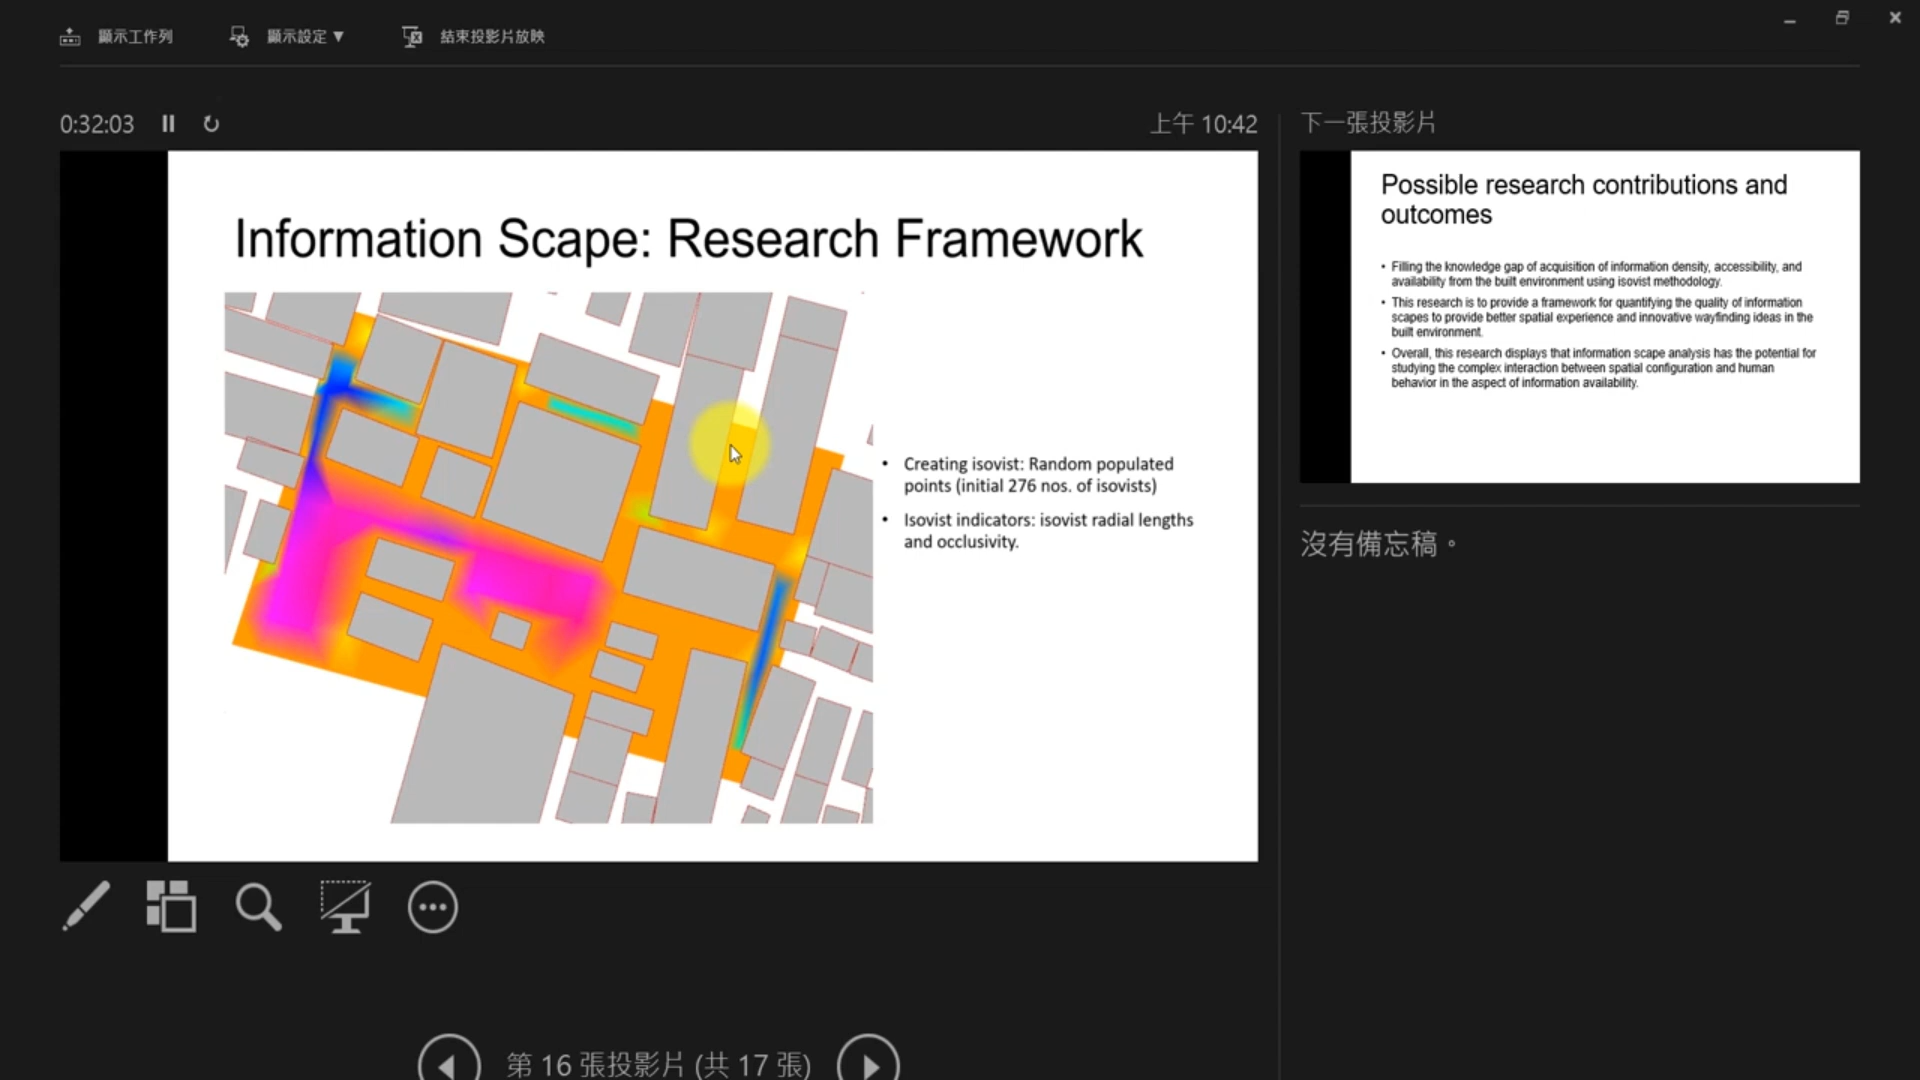 顯示工作列
顯示設定 ▼
結束投影片放映
0:32:03
上午 10:42
Information Scape: Research Framework
• Creating isovist: Random populated
points (initial 276 nos. of isovists)
• Isovist indicators: isovist radial lengths
and occlusivity.
下一張投影片
Possible research contributions and
outcomes
• Filling the knowledge gap of acquisition of information density, accessibility, and
availability from the built environment using isovist methodology.
• This research is to provide a framework for quantifying the quality of information
scapes to provide better spatial experience and innovative wayfinding ideas in the
built environment.
• Overall, this research displays that information scape analysis has the potential for
studying the complex interaction between spatial configuration and human
behavior in the aspect of information availability.
沒有備忘稿。
第 16 張投影片 (共 17 張)